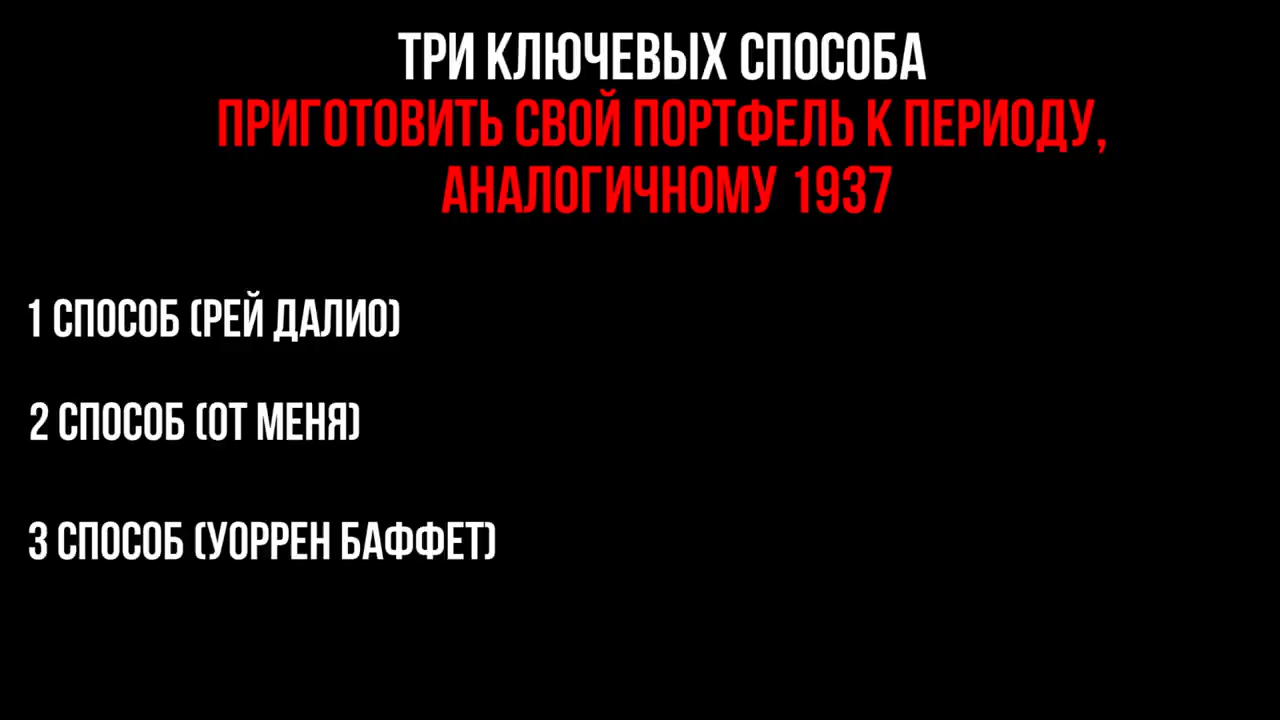 ТРИ КЛЮЧЕВЫХ СПОСОБА
ПРИГОТОВИТЬ СВОЙ ПОРТФЕЛЬ К ПЕРИОДУ,
АНАЛОГИЧНОМУ 1937
1 СПОСОБ (РЕЙ ДАЛИО)
2 СПОСОБ (ОТ МЕНЯ)
3 СПОСОБ (УОРРЕН БАФФЕТ)